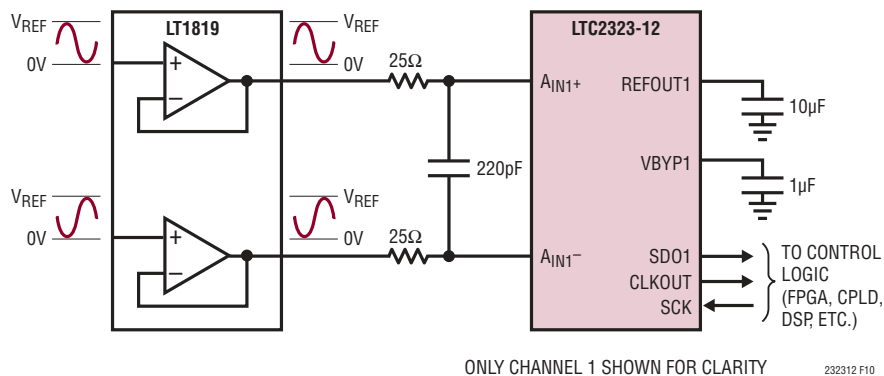 VREF
0V
LT1819
VREF
0V
+
−
25Ω
220pF
LTC2323-12
AIN1+
REFOUT1
10µF
VBYP1
1µF
VREF
0V
VREF
0V
+
−
25Ω
AIN1−
SDO1
CLKOUT
SCK
TO CONTROL
LOGIC
(FPGA, CPLD,
DSP, ETC.)
ONLY CHANNEL 1 SHOWN FOR CLARITY
232312 F10